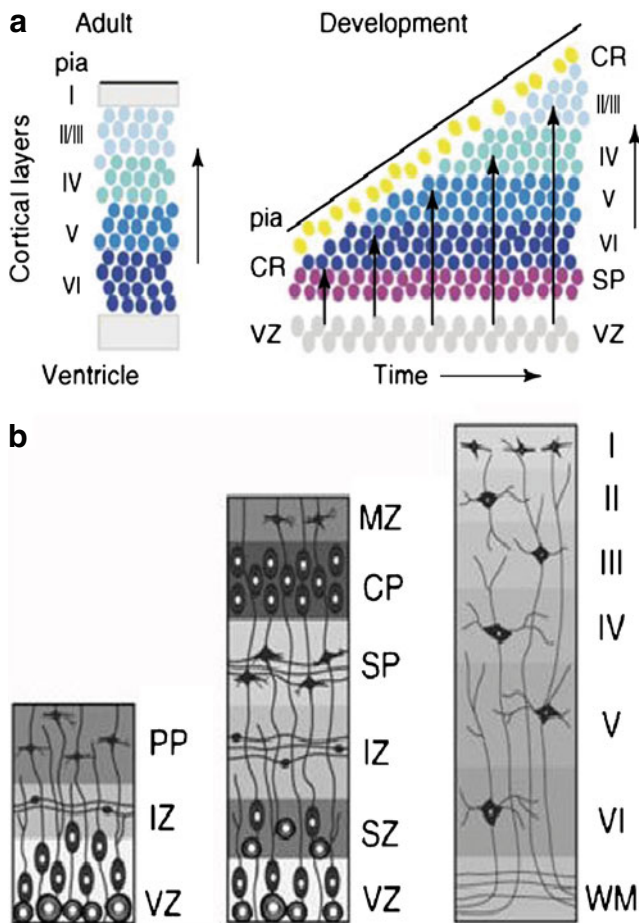 a
Adult
Development
pia
I
II/III
IV
V
VI
Cortical layers
Ventricle
CR
II/III
IV
V
VI
SP
VZ
pia
CR
VZ
Time
b
PP
IZ
VZ
MZ
CP
SP
IZ
SZ
VZ
I
II
III
IV
V
VI
WM